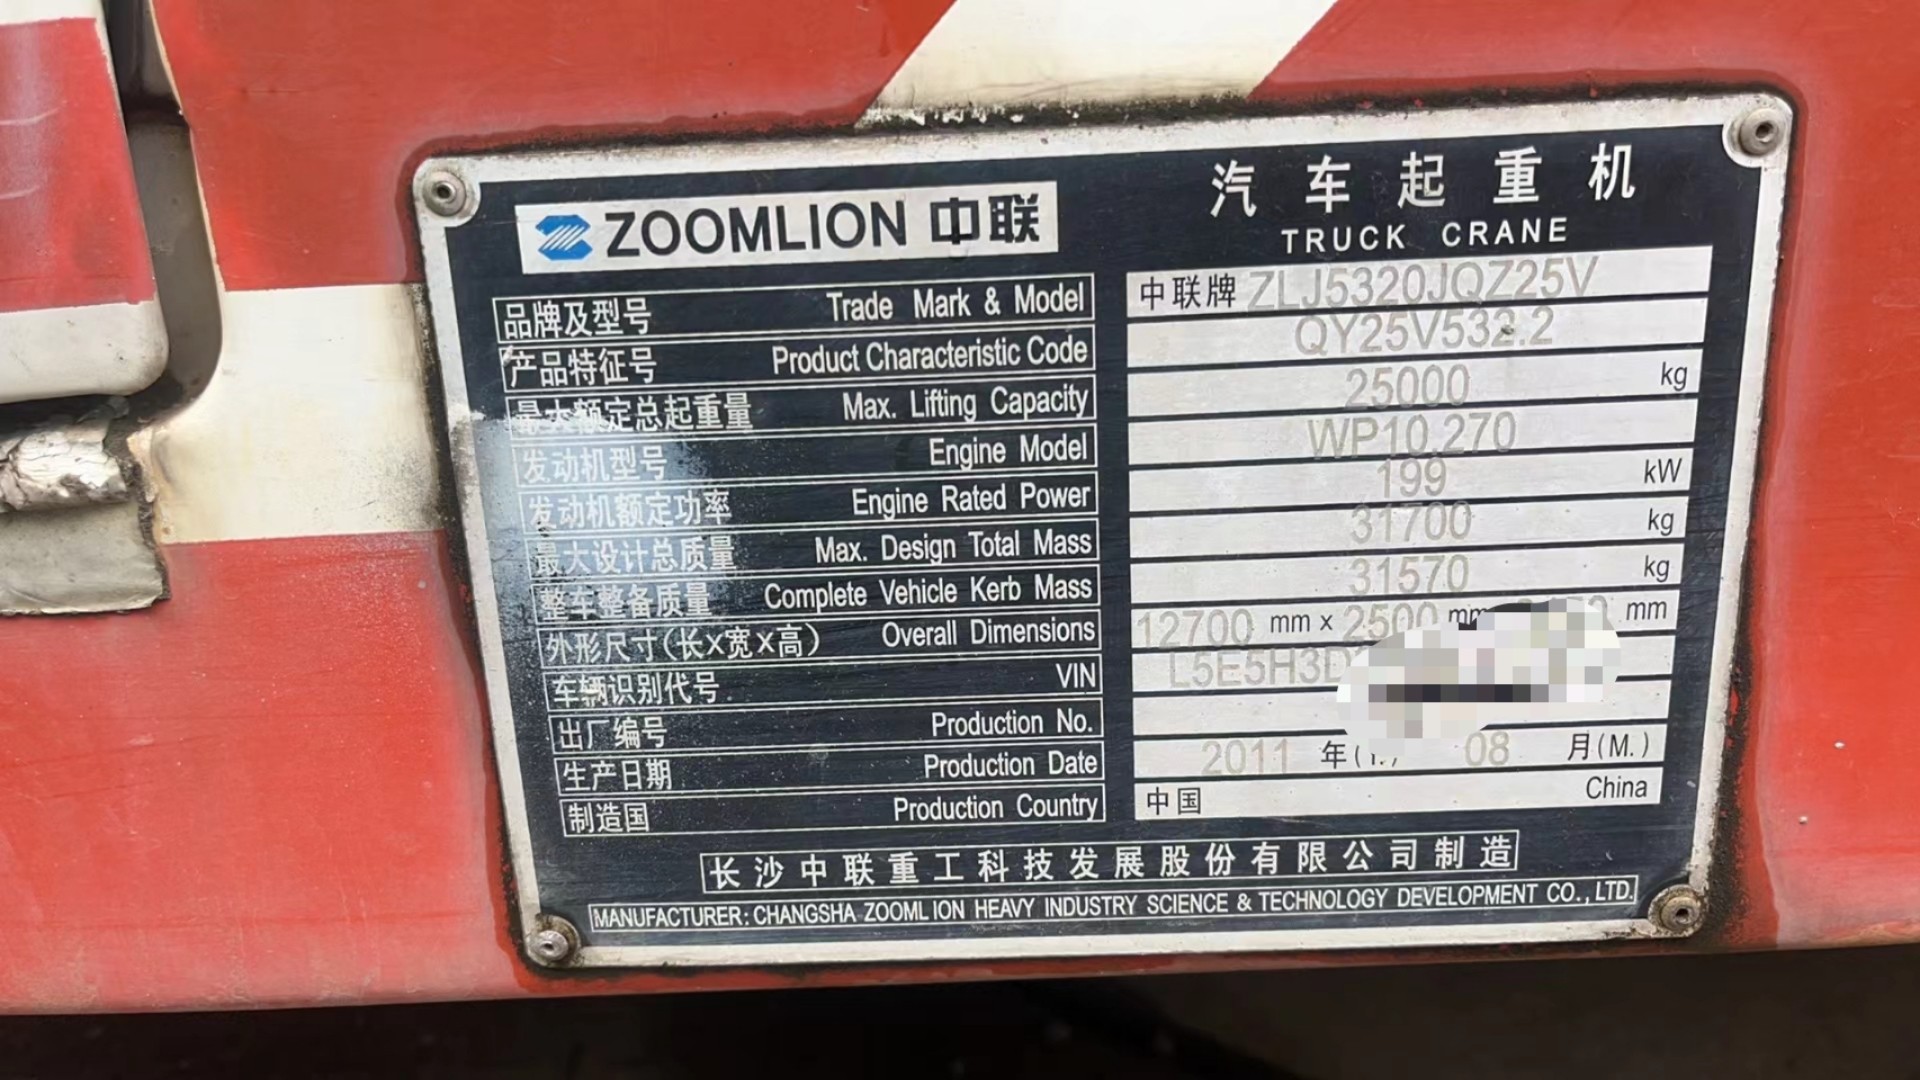 ZOOMLION 中联
汽车起重机
TRUCK CRANE
品牌及型号 Trade Mark & Model 中联牌 ZLJ5320JQZ25V
产品特征号 Product Characteristic Code QY25V532.2
最大额定总起重量 Max. Lifting Capacity 25000 kg
发动机型号 Engine Model WP10.270
发动机额定功率 Engine Rated Power 199 kW
最大设计总质量 Max. Design Total Mass 31700 kg
整车整备质量 Complete Vehicle Kerb Mass 31570 kg
外形尺寸(长×宽×高) Overall Dimensions 12700 mm x 2500 mm mm
车辆识别代号 VIN L5E5H3D
出厂编号 Production No.
生产日期 Production Date 2011 年 08 月(M.)
制造国 Production Country 中国 China
长沙中联重工科技发展股份有限公司制造
MANUFACTURER: CHANGSHA ZOOMLION HEAVY INDUSTRY SCIENCE & TECHNOLOGY DEVELOPMENT CO., LTD.